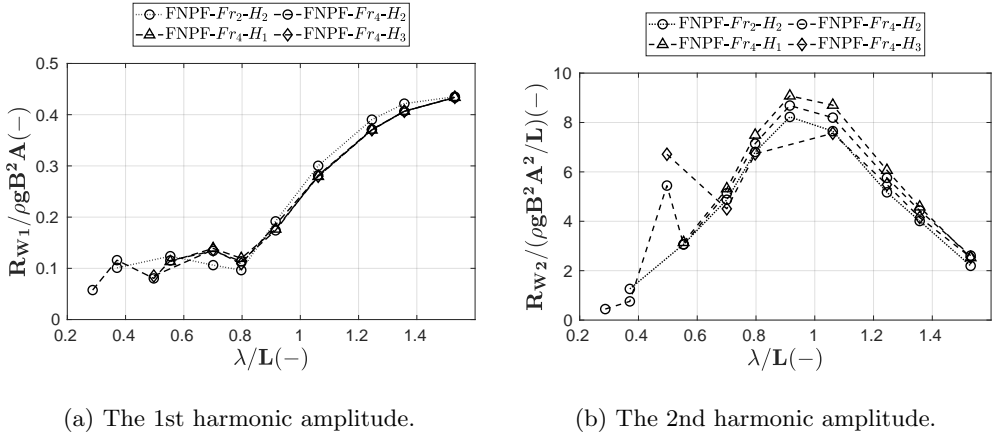 FNPF-Fr₂-H₂ FNPF-Fr₄-H₂
FNPF-Fr₄-H₁ FNPF-Fr₄-H₃
0.5
0.4
0.3
0.2
0.1
0
0.2 0.4 0.6 0.8 1 1.2 1.4
R_W1/ρgB²A(−)
λ/L(−)
(a) The 1st harmonic amplitude.
FNPF-Fr₂-H₂ FNPF-Fr₄-H₂
FNPF-Fr₄-H₁ FNPF-Fr₄-H₃
10
8
6
4
2
0
0.2 0.4 0.6 0.8 1 1.2 1.4
R_W2/(ρgB²A²/L)(−)
λ/L(−)
(b) The 2nd harmonic amplitude.